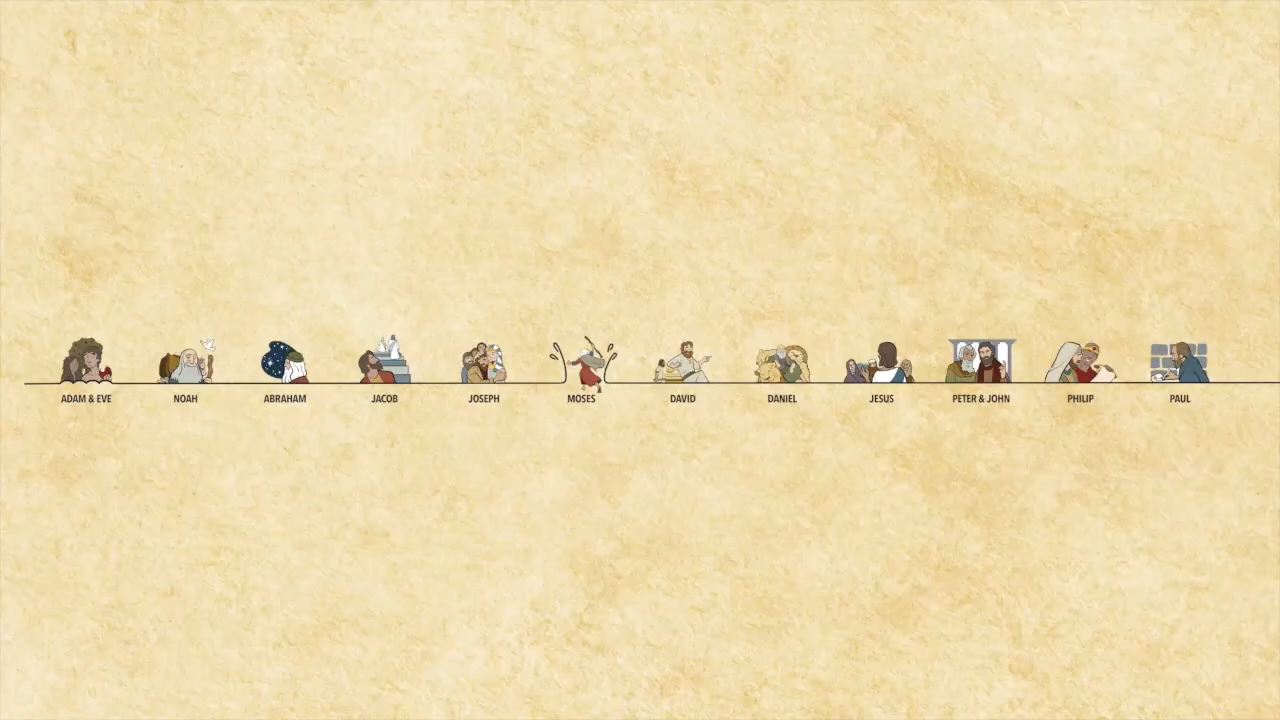 ADAM & EVE
NOAH
ABRAHAM
JACOB
JOSEPH
MOSES
DAVID
DANIEL
JESUS
PETER & JOHN
PHILIP
PAUL